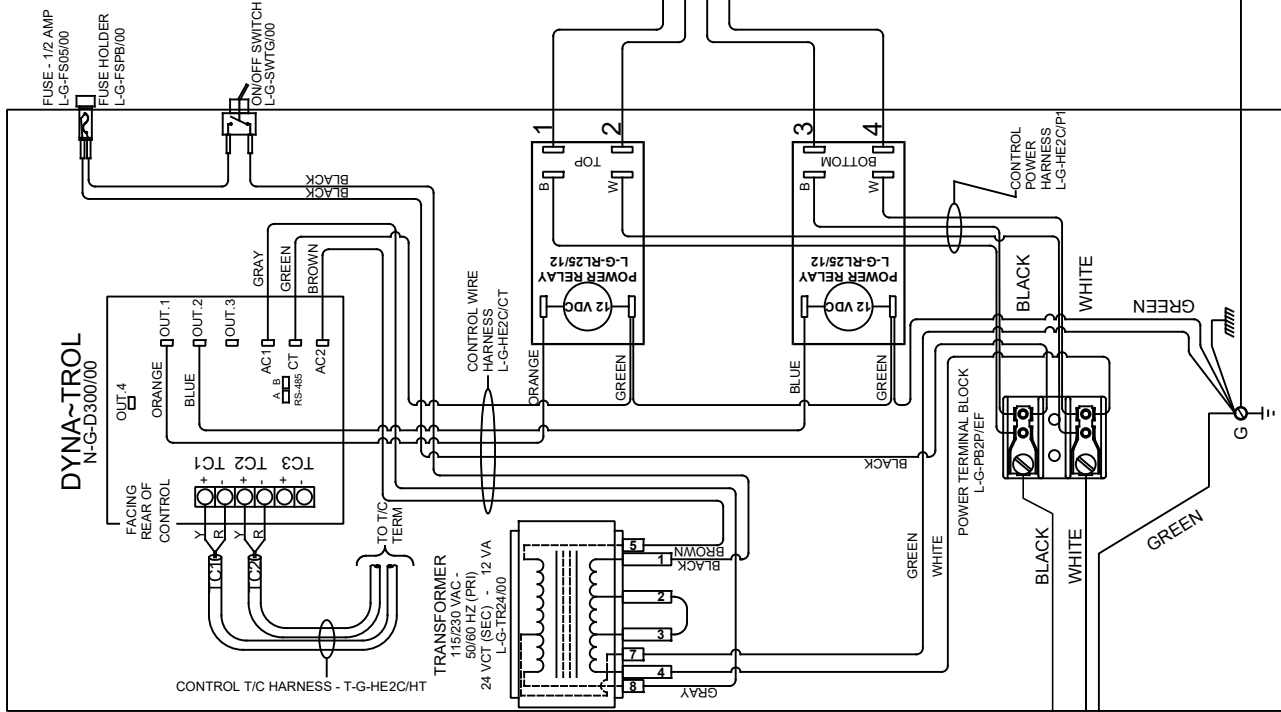 FUSE - 1/2 AMP
L-G-FS05/00
FUSE HOLDER
L-G-FSPB/00
ON/OFF SWITCH
L-G-SWTG/00
BLACK
BLACK
DYNA~TROL
N-G-D300/00
OUT.4
OUT.1
OUT.2
OUT.3
ORANGE
BLUE
A B
RS-485
AC1
CT
AC2
GRAY
GREEN
BROWN
FACING
REAR OF
CONTROL
TC1
TC2
TC3
+
-
+
-
+
-
Y
R
Y
R
TC1
TC2
TO T/C
TERM
CONTROL T/C HARNESS - T-G-HE2C/HT
CONTROL WIRE
HARNESS
L-G-HE2C/CT
1
2
TOP
B
W
POWER RELAY
L-G-RL25/12
12 VDC
ORANGE
GREEN
3
4
BOTTOM
B
W
POWER RELAY
L-G-RL25/12
12 VDC
BLUE
GREEN
CONTROL
POWER
HARNESS
L-G-HE2C/P1
BLACK
WHITE
GREEN
BLACK
TRANSFORMER
115/230 VAC -
50/60 HZ (PRI)
24 VCT (SEC) - 12 VA
L-G-TR24/00
5
1
2
3
7
4
8
BROWN
BLACK
GRAY
GREEN
WHITE
POWER TERMINAL BLOCK
L-G-PB2P/EF
BLACK
WHITE
GREEN
G